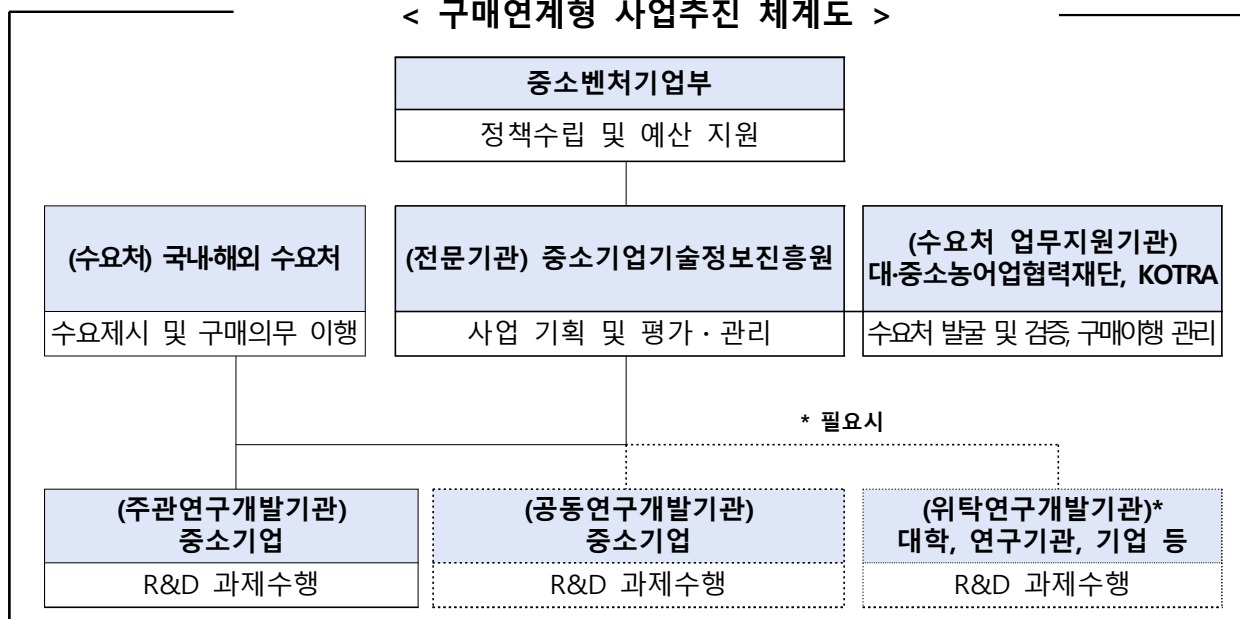 < 구매연계형 사업추진 체계도 >
중소벤처기업부
정책수립 및 예산 지원
(수요처) 국내·해외 수요처
(전문기관) 중소기업기술정보진흥원
(수요처 업무지원기관)
대·중소농어업협력재단, KOTRA
수요제시 및 구매의무 이행
사업 기획 및 평가·관리
수요처 발굴 및 검증, 구매이행 관리
* 필요시
(주관연구개발기관)
중소기업
(공동연구개발기관)
중소기업
(위탁연구개발기관)*
대학, 연구기관, 기업 등
R&D 과제수행
R&D 과제수행
R&D 과제수행